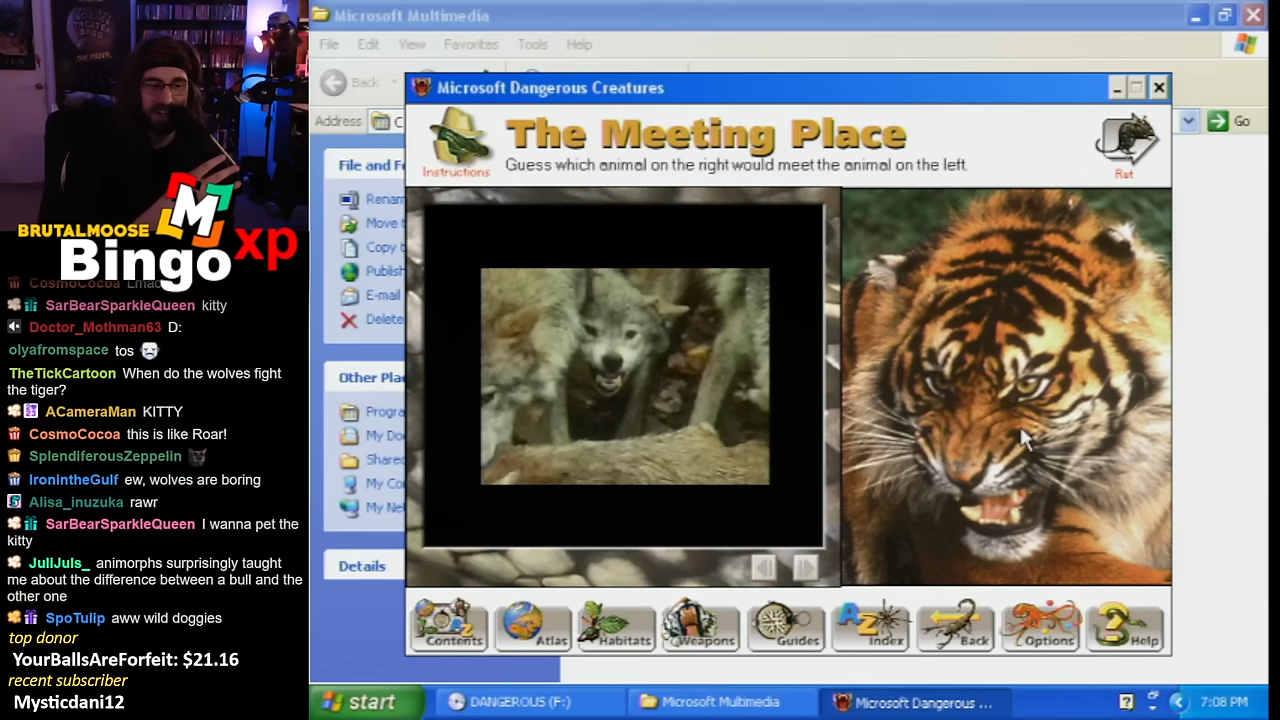 BRUTALMOOSE
Bingo xp
M
CosmoCocoa Lmao
SarBearSparkleQueen kitty
Doctor_Mothman63 D:
olyafromspace tos
TheTickCartoon When do the wolves fight
the tiger?
ACameraMan KITTY
CosmoCocoa this is like Roar!
SplendiferousZeppelin
IronintheGulf ew, wolves are boring
Alisa_inuzuka rawr
SarBearSparkleQueen I wanna pet the
kitty
JuliJuls_ animorphs surprisingly taught
me about the difference between a bull and the
other one
SpoTulip aww wild doggies
top donor
YourBallsAreForfeit: $21.16
recent subscriber
Mysticdani12
Microsoft Multimedia
File Edit View Favorites Tools Help
Back
Address C
Go
File and Fo
Renam
Move t
Copy t
Publish
E-mail
Delete
Other Plac
Progra
My Do
Shared
My Co
My Net
Details
Microsoft Dangerous Creatures
Instructions
The Meeting Place
Guess which animal on the right would meet the animal on the left.
Rat
Contents
Atlas
Habitats
Weapons
Guides
A Z
Index
Back
Options
Help
start
DANGEROUS (F:)
Microsoft Multimedia
Microsoft Dangerous ...
7:08 PM